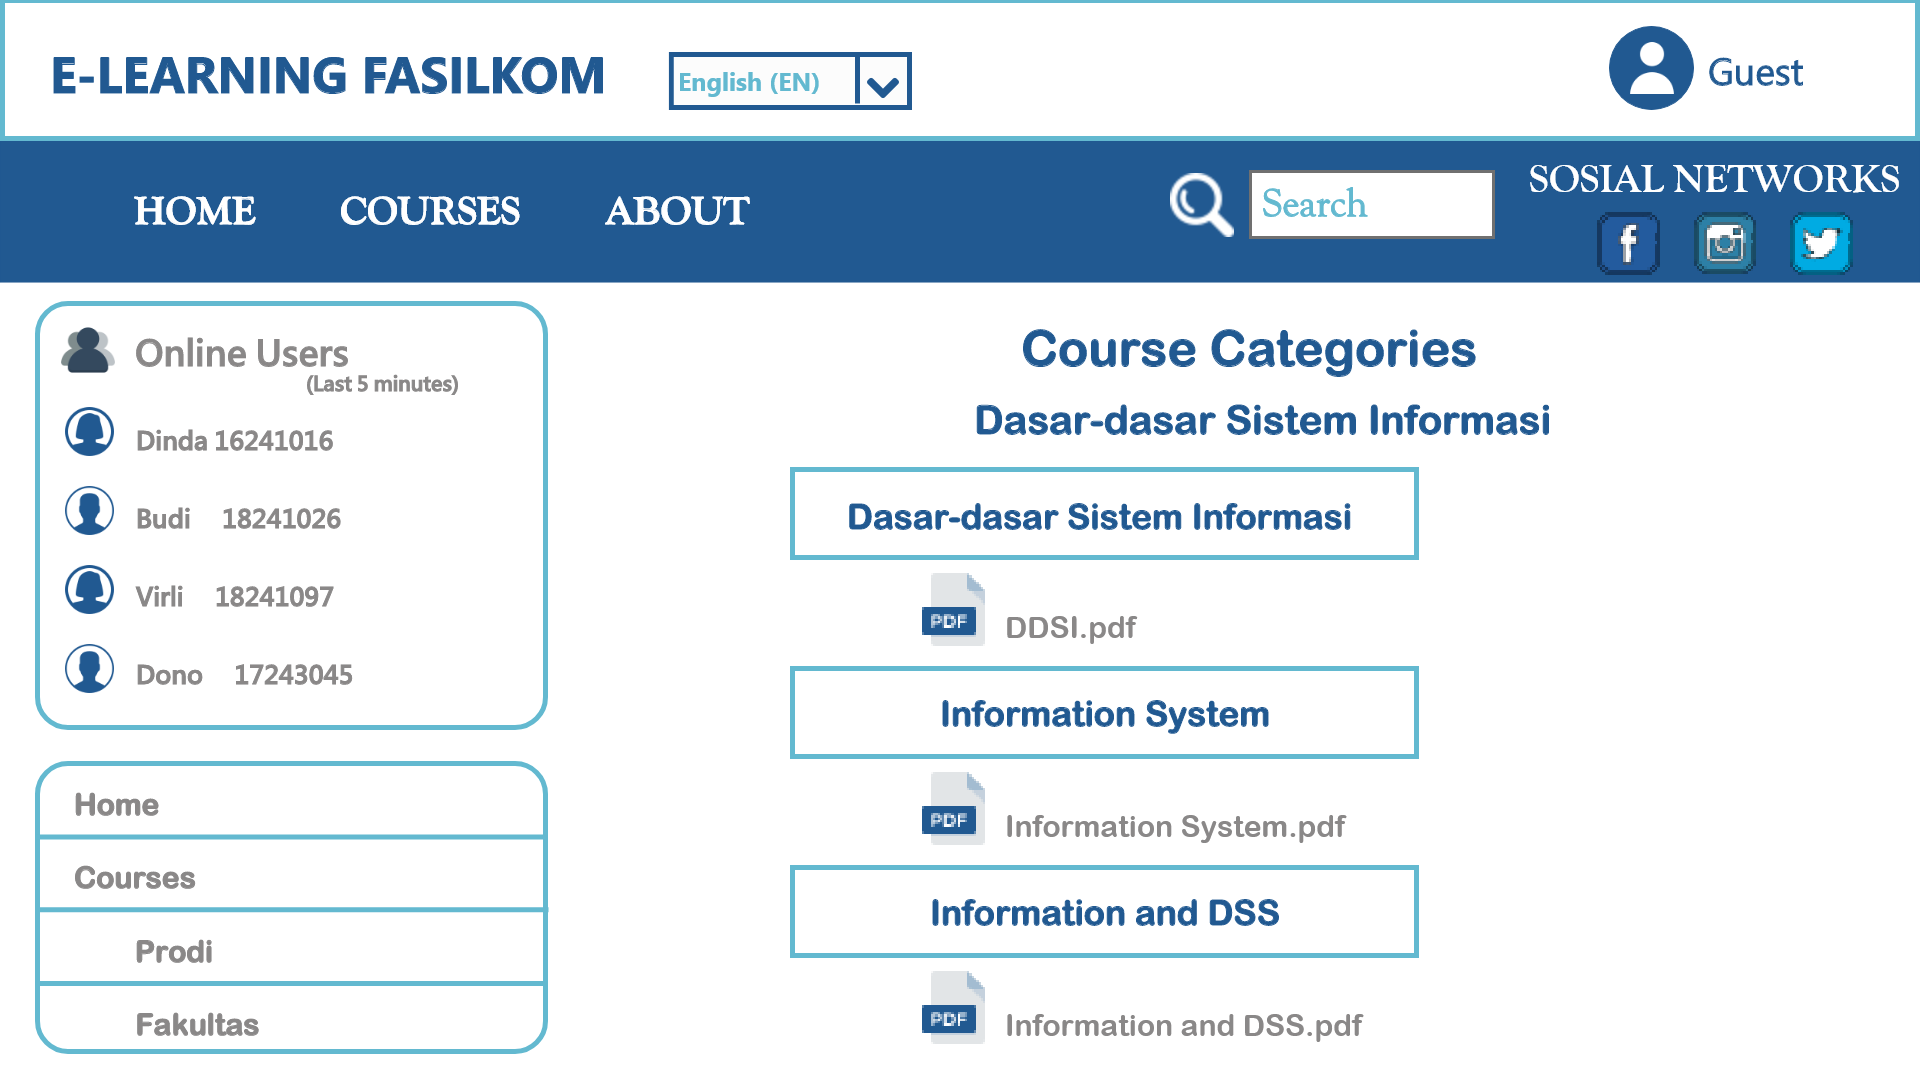 E-LEARNING FASILKOM
English (EN)
Guest
HOME COURSES ABOUT
Search
SOSIAL NETWORKS
Online Users
(Last 5 minutes)
Dinda 16241016
Budi 18241026
Virli 18241097
Dono 17243045
Home
Courses
Prodi
Fakultas
Course Categories
Dasar-dasar Sistem Informasi
Dasar-dasar Sistem Informasi
PDF DDSI.pdf
Information System
PDF Information System.pdf
Information and DSS
PDF Information and DSS.pdf